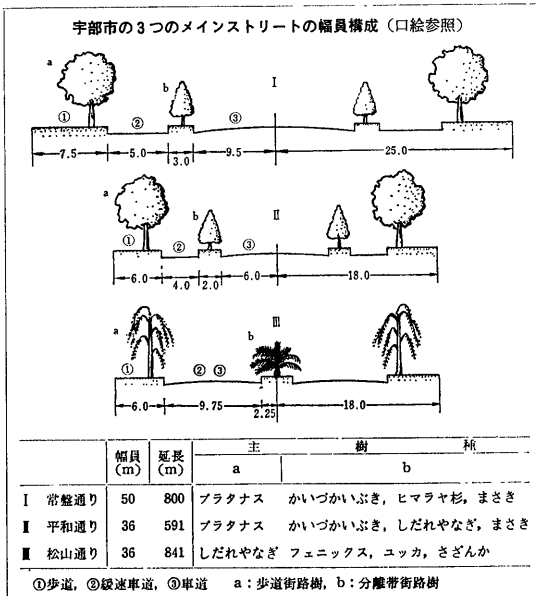 宇部市の3つのメインストリートの幅員構成（口絵参照）
a b Ⅰ
① ② ③
7.5 5.0 3.0 9.5 25.0
a b Ⅱ
① ② ③
6.0 4.0 2.0 6.0 18.0
a b Ⅲ
① ② ③
6.0 9.75 2.25 18.0
幅員(m) 延長(m) 主樹種
a b
Ⅰ 常盤通り 50 800 プラタナス かいづかいぶき，ヒマラヤ杉，まさき
Ⅱ 平和通り 36 591 プラタナス かいづかいぶき，しだれやなぎ，まさき
Ⅲ 松山通り 36 841 しだれやなぎ フェニックス，ユッカ，さざんか
①歩道，②緩速車道，③車道 a：歩道街路樹，b：分離帯街路樹